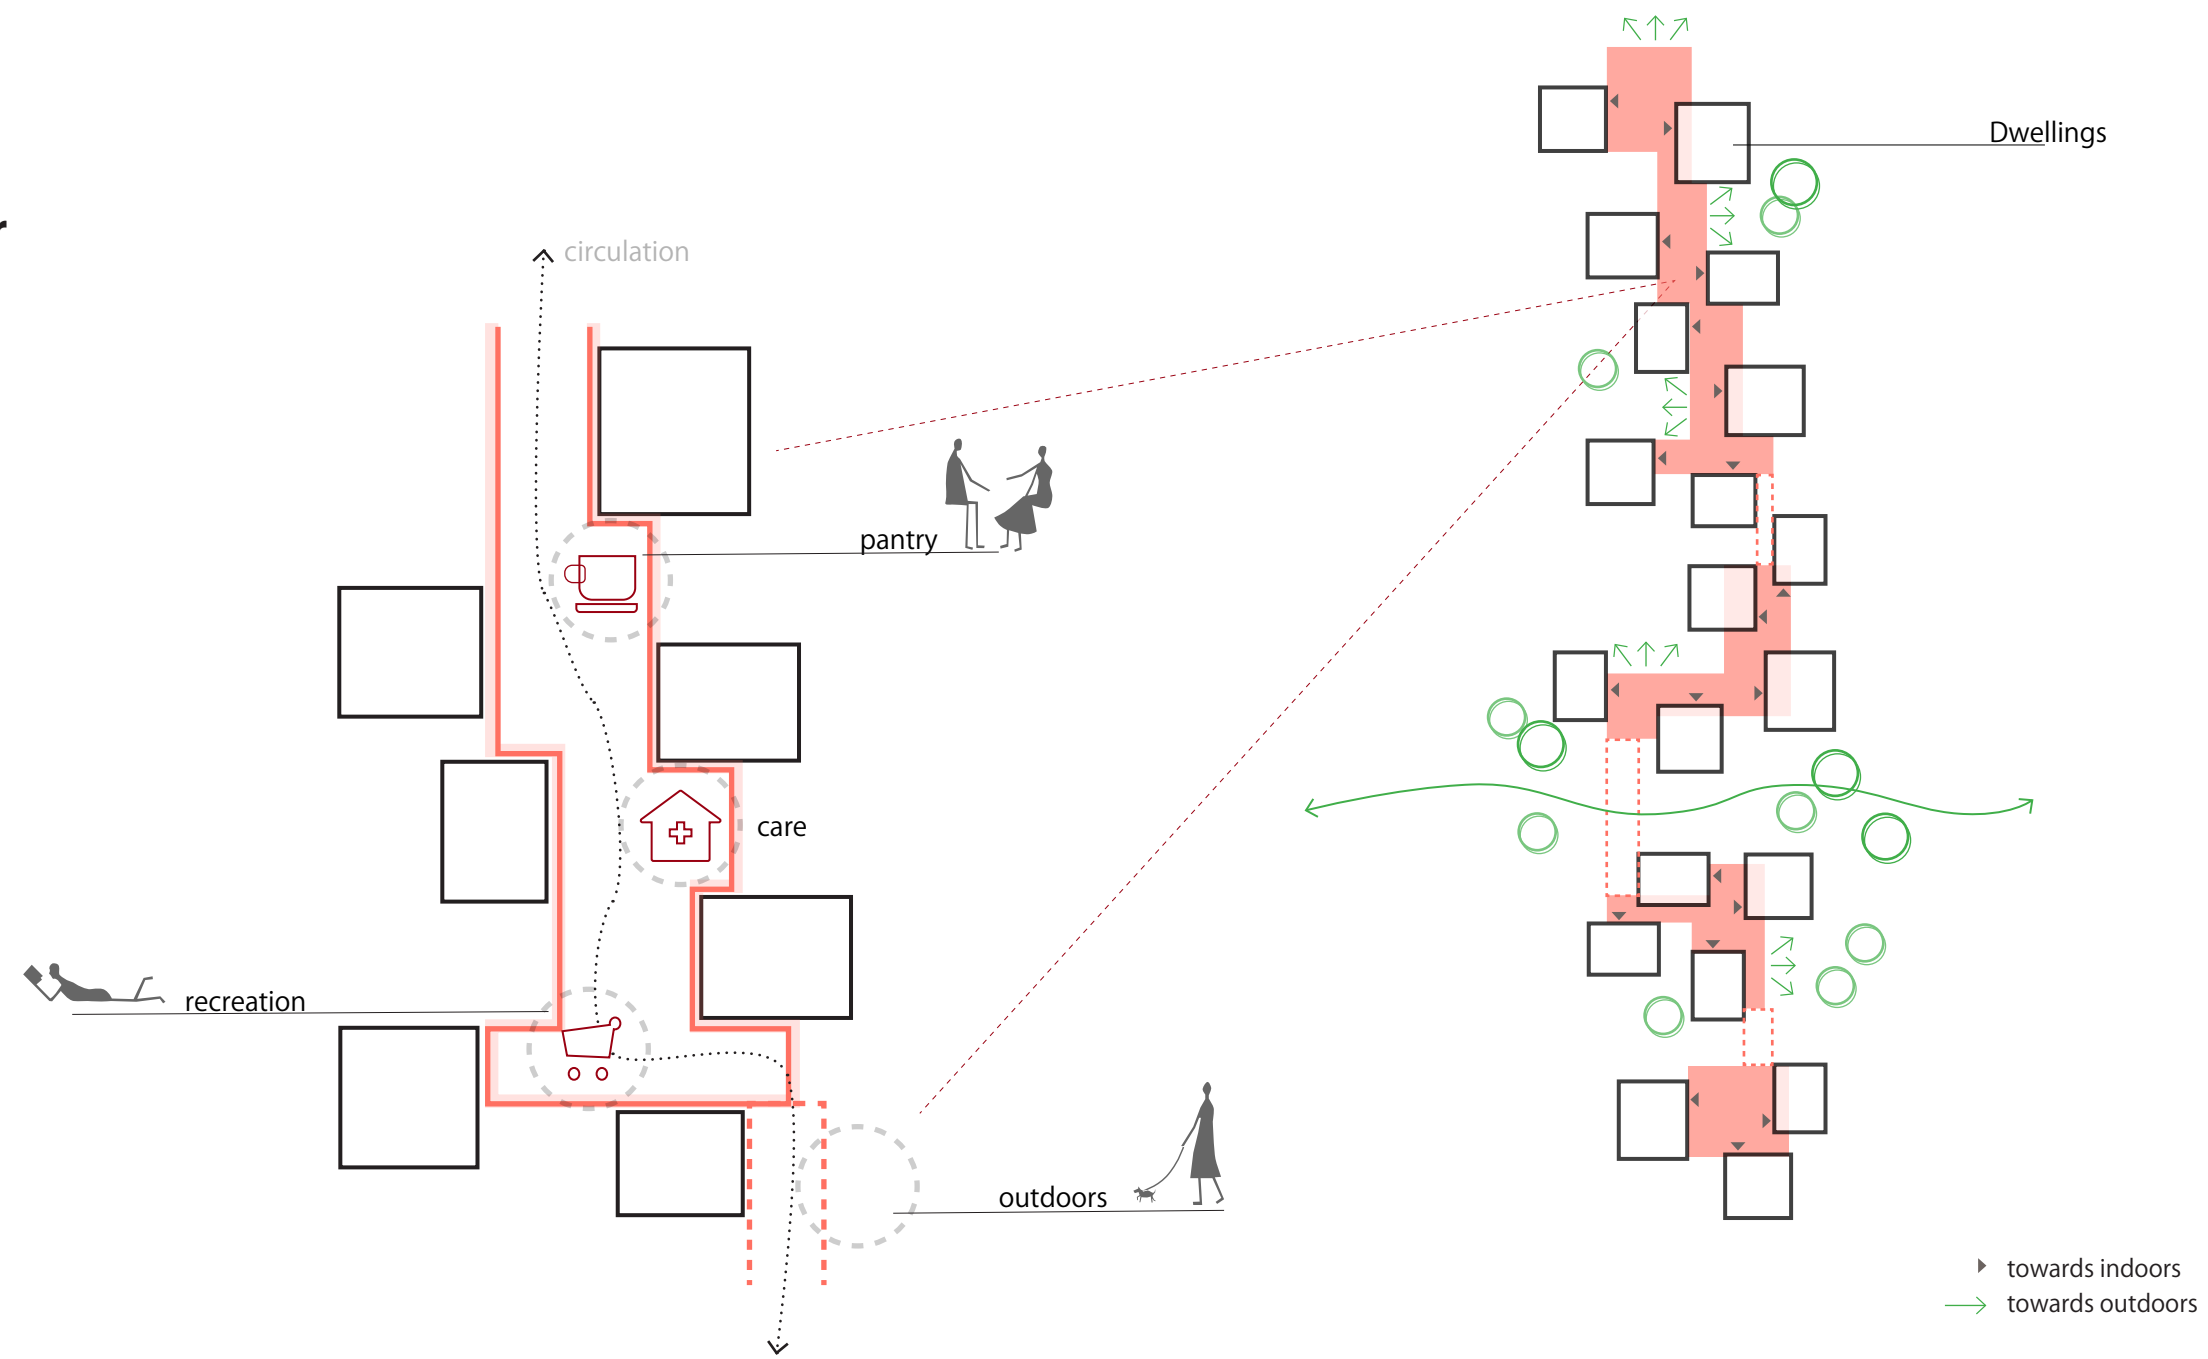 Dwellings
circulation
pantry
care
recreation
outdoors
towards indoors
towards outdoors